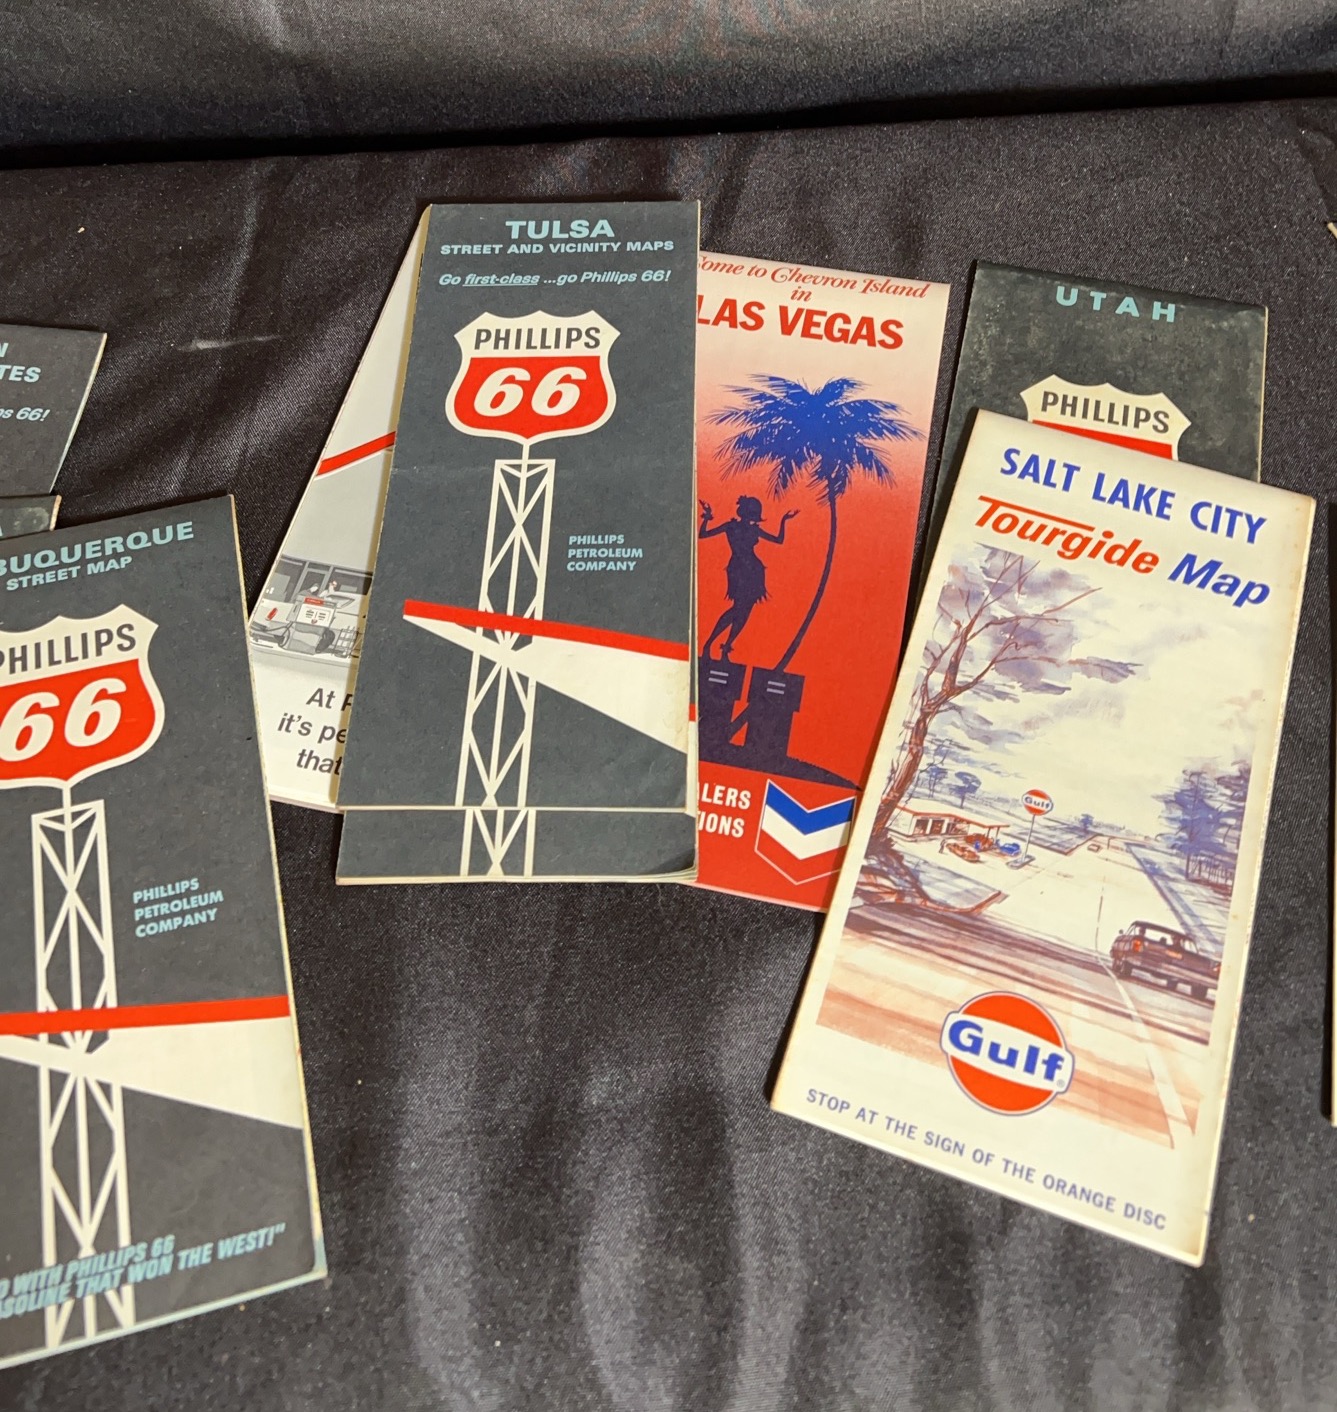 TES
66!
BUQUERQUE
STREET MAP
PHILLIPS
66
PHILLIPS
PETROLEUM
COMPANY
WITH PHILLIPS 66
THAT WON THE WEST!"
At
it's
that
TULSA
STREET AND VICINITY MAPS
Go first-class ...go Phillips 66!
PHILLIPS
66
PHILLIPS
PETROLEUM
COMPANY
ome to Chevron Island
in
LAS VEGAS
LERS
IONS
UTAH
PHILLIPS
SALT LAKE CITY
Tourgide Map
Gulf
Gulf
STOP AT THE SIGN OF THE ORANGE DISC